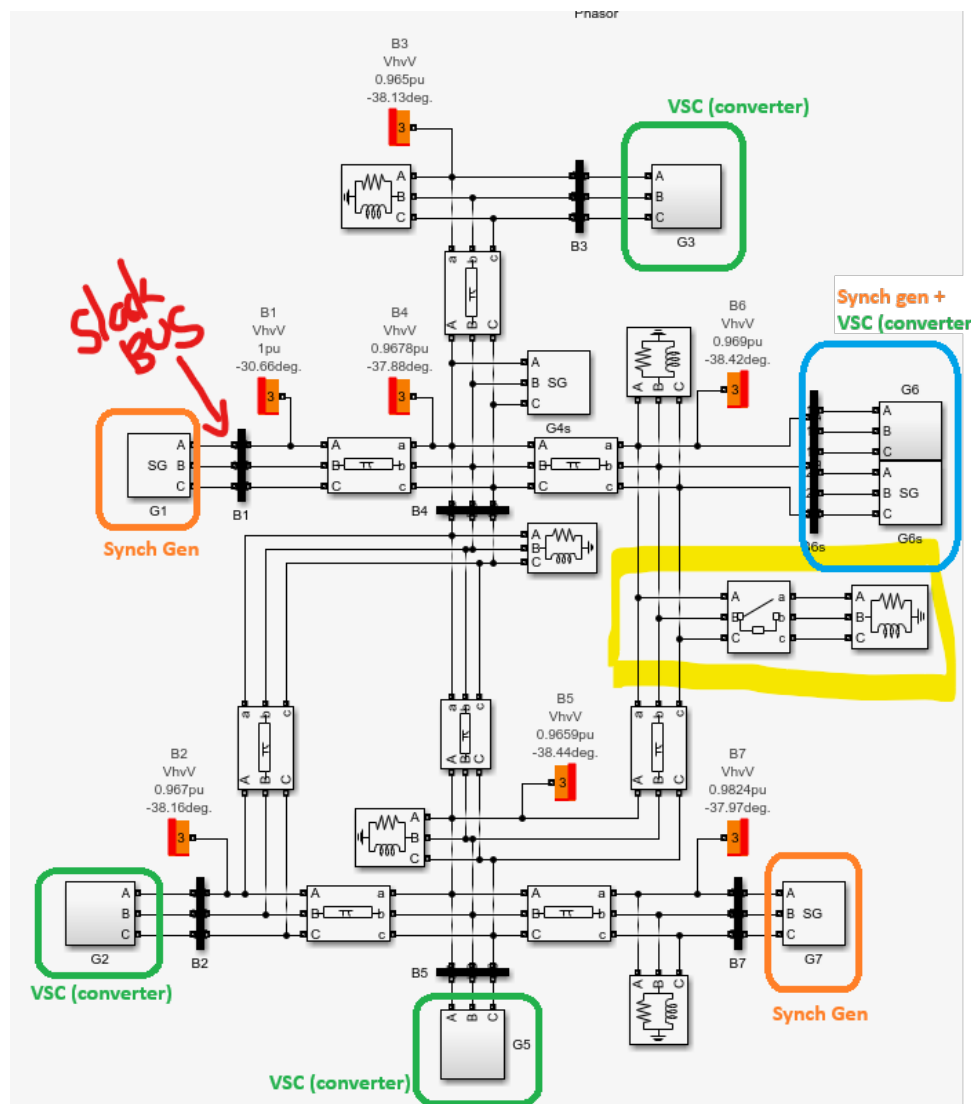 Phasor
B3
VhvV
0.965pu
-38.13deg.
3
VSC (converter)
A
B
C
A
B
C
B3
G3
a b c
A B C
Slack
BUS
B1
VhvV
1pu
-30.66deg.
3
B4
VhvV
0.9678pu
-37.88deg.
3
A
B SG
C
G4s
B6
VhvV
0.969pu
-38.42deg.
3
A B C
Synch gen +
VSC (converter
G6
A
B
C
A
B SG
C
G6s
A
SG B
C
G1
B1
Synch Gen
A a
B b
C c
A a
B b
C c
B4
A
B
C
A a
B b
C c
A
B
C
a b c
A B C
a b c
A B C
a b c
A B C
B2
VhvV
0.967pu
-38.16deg.
3
B5
VhvV
0.9659pu
-38.44deg.
3
B7
VhvV
0.9824pu
-37.97deg.
3
A
B
C
A
B
C
G2
B2
VSC (converter)
A a
B b
C c
A a
B b
C c
A
B SG
C
B7
G7
Synch Gen
B5
A B C
G5
VSC (converter)
A B C